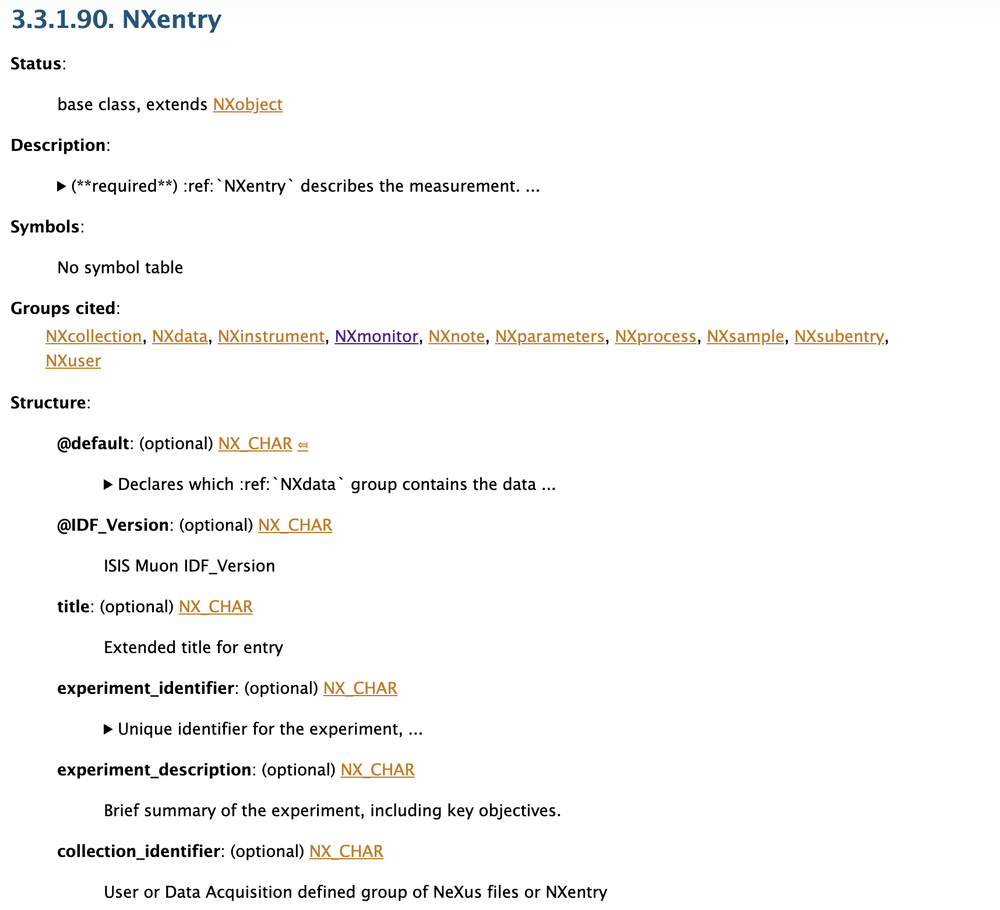 3.3.1.90. NXentry
Status:
base class, extends NXobject
Description:
▶ (**required**) :ref:`NXentry` describes the measurement. ...
Symbols:
No symbol table
Groups cited:
NXcollection, NXdata, NXinstrument, NXmonitor, NXnote, NXparameters, NXprocess, NXsample, NXsubentry,
NXuser
Structure:
@default: (optional) NX_CHAR ⤆
▶ Declares which :ref:`NXdata` group contains the data ...
@IDF_Version: (optional) NX_CHAR
ISIS Muon IDF_Version
title: (optional) NX_CHAR
Extended title for entry
experiment_identifier: (optional) NX_CHAR
▶ Unique identifier for the experiment, ...
experiment_description: (optional) NX_CHAR
Brief summary of the experiment, including key objectives.
collection_identifier: (optional) NX_CHAR
User or Data Acquisition defined group of NeXus files or NXentry